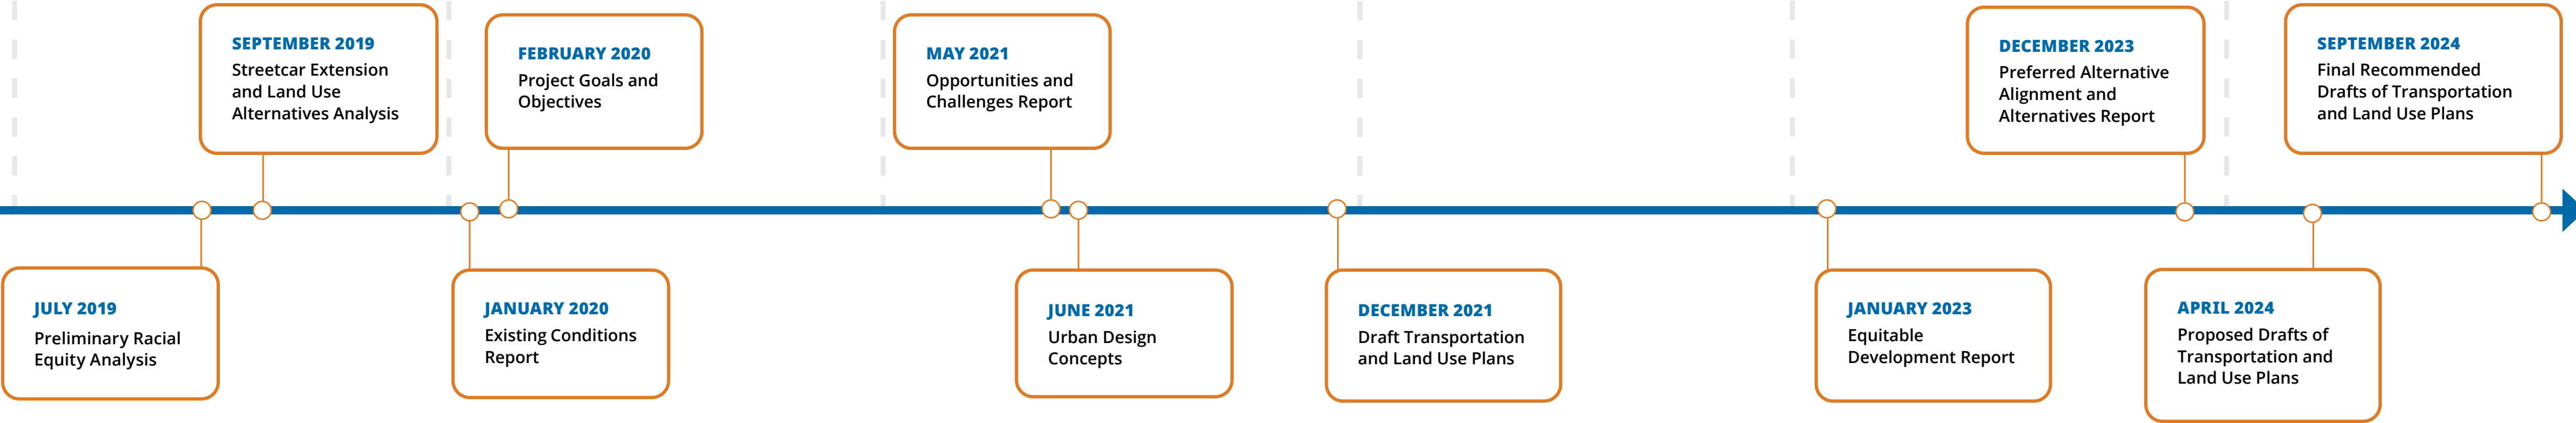 SEPTEMBER 2019
Streetcar Extension
and Land Use
Alternatives Analysis
FEBRUARY 2020
Project Goals and
Objectives
MAY 2021
Opportunities and
Challenges Report
DECEMBER 2023
Preferred Alternative
Alignment and
Alternatives Report
SEPTEMBER 2024
Final Recommended
Drafts of Transportation
and Land Use Plans
JULY 2019
Preliminary Racial
Equity Analysis
JANUARY 2020
Existing Conditions
Report
JUNE 2021
Urban Design
Concepts
DECEMBER 2021
Draft Transportation
and Land Use Plans
JANUARY 2023
Equitable
Development Report
APRIL 2024
Proposed Drafts of
Transportation and
Land Use Plans